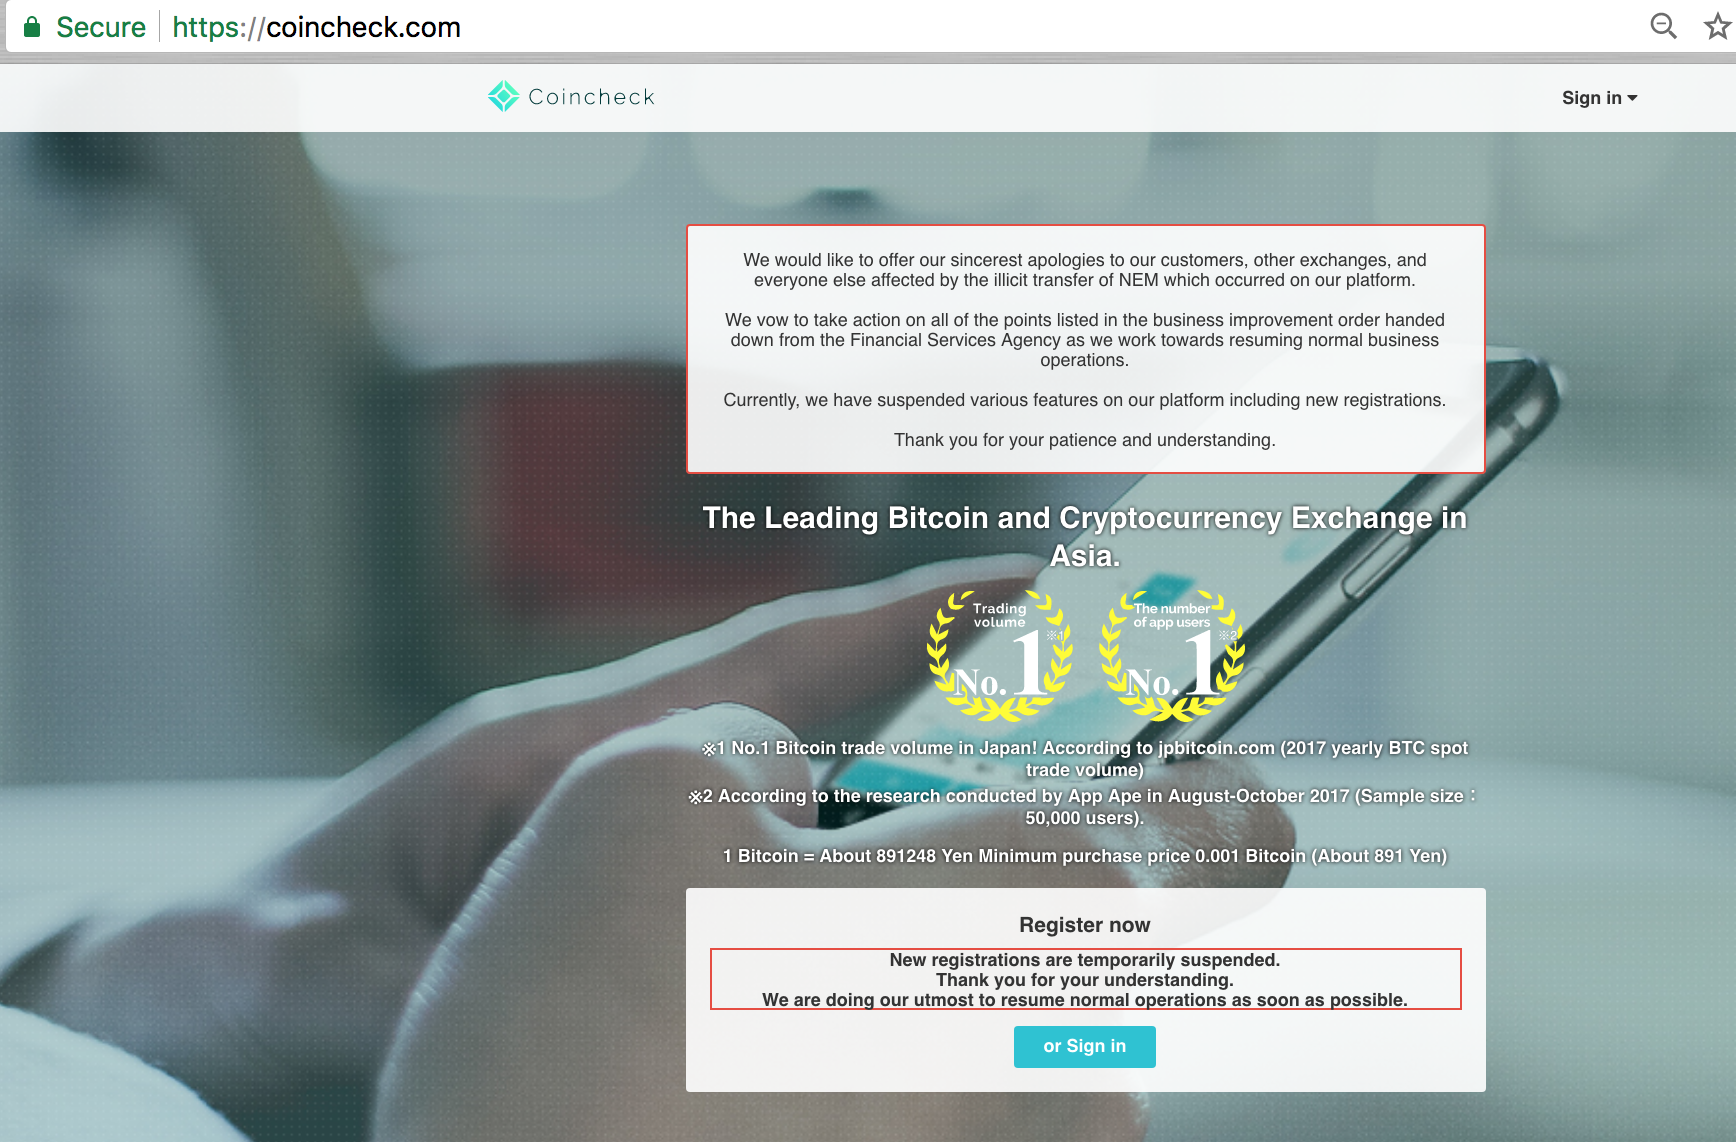 Secure https://coincheck.com
Coincheck
Sign in
We would like to offer our sincerest apologies to our customers, other exchanges, and
everyone else affected by the illicit transfer of NEM which occurred on our platform.
We vow to take action on all of the points listed in the business improvement order handed
down from the Financial Services Agency as we work towards resuming normal business
operations.
Currently, we have suspended various features on our platform including new registrations.
Thank you for your patience and understanding.
The Leading Bitcoin and Cryptocurrency Exchange in
Asia.
Trading
volume
※1
No.1
The number
of app users
※2
No.1
※1 No.1 Bitcoin trade volume in Japan! According to jpbitcoin.com (2017 yearly BTC spot
trade volume)
※2 According to the research conducted by App Ape in August-October 2017 (Sample size：
50,000 users).
1 Bitcoin = About 891248 Yen Minimum purchase price 0.001 Bitcoin (About 891 Yen)
Register now
New registrations are temporarily suspended.
Thank you for your understanding.
We are doing our utmost to resume normal operations as soon as possible.
or Sign in